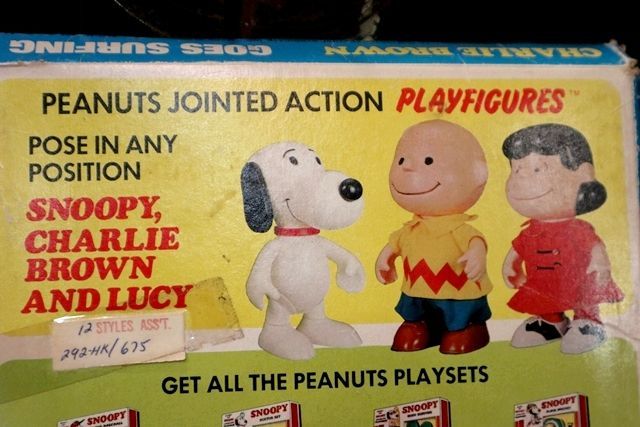 CHARLIE BROWN GOES SURFING
PEANUTS JOINTED ACTION PLAYFIGURES™
POSE IN ANY
POSITION
SNOOPY,
CHARLIE
BROWN
AND LUCY
12 STYLES ASS'T.
292-HK/675
GET ALL THE PEANUTS PLAYSETS
SNOOPY SNOOPY SNOOPY SNOOPY